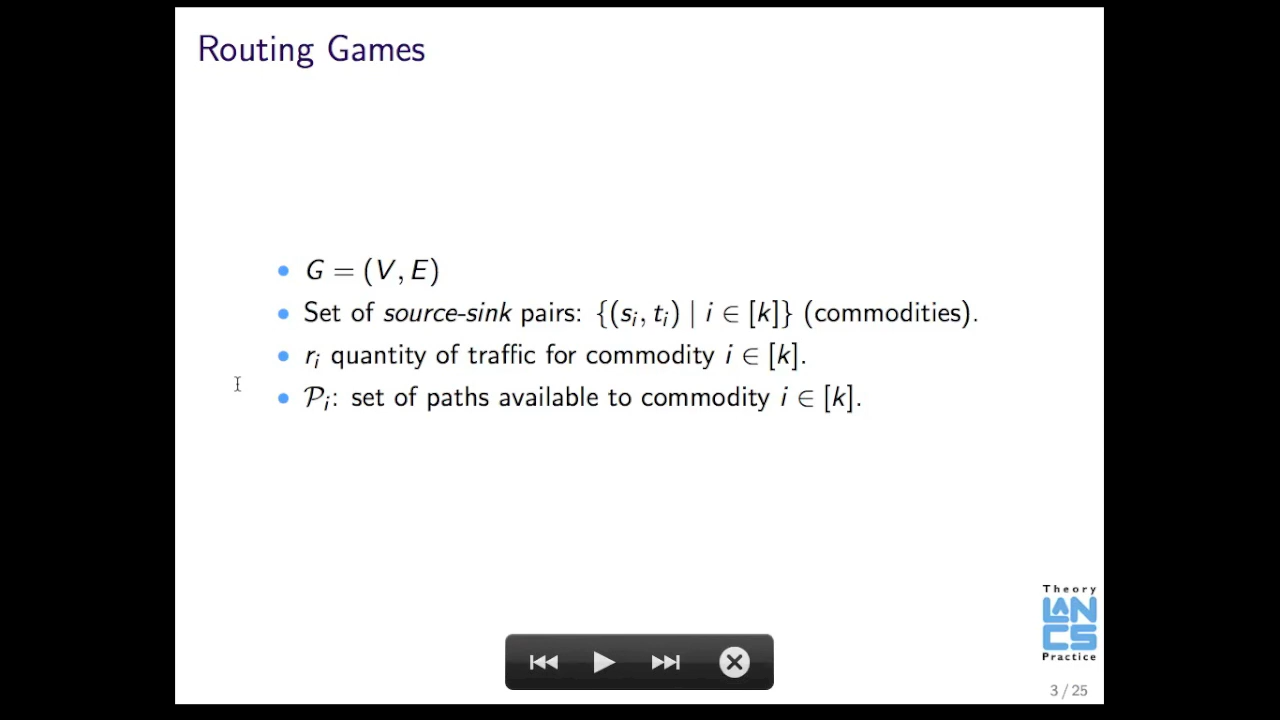 Routing Games
G = (V, E)
Set of source-sink pairs: {(sᵢ, tᵢ) | i ∈ [k]} (commodities).
rᵢ quantity of traffic for commodity i ∈ [k].
𝒫ᵢ: set of paths available to commodity i ∈ [k].
Theory
LANCS
Practice
3 / 25